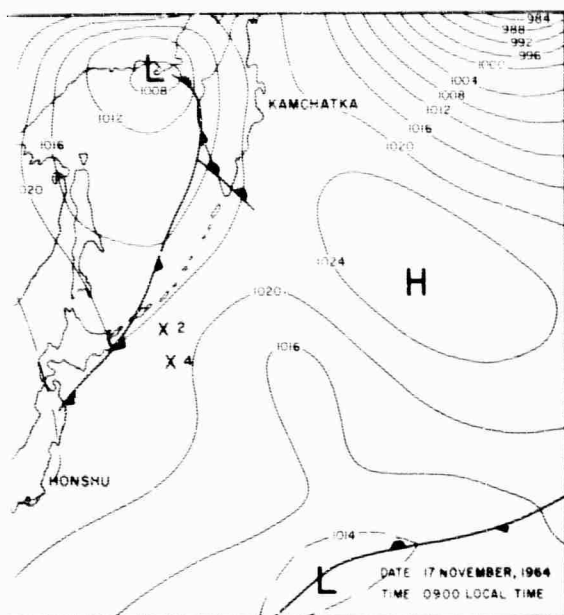 984
988
992
996
1000
1004
1008
1012
1016
1020
L
1008
KAMCHATKA
1012
1016
1020
1024
H
1020
X 2
X 4
1016
HONSHU
1014
L
DATE 17 NOVEMBER, 1964
TIME 0900 LOCAL TIME